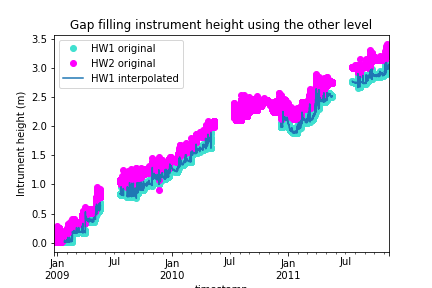 Gap filling instrument height using the other level
HW1 original
HW2 original
HW1 interpolated
Intrument height (m)
3.5
3.0
2.5
2.0
1.5
1.0
0.5
0.0
Jan Jul Jan Jul Jan Jul
2009 2010 2011
timestamp